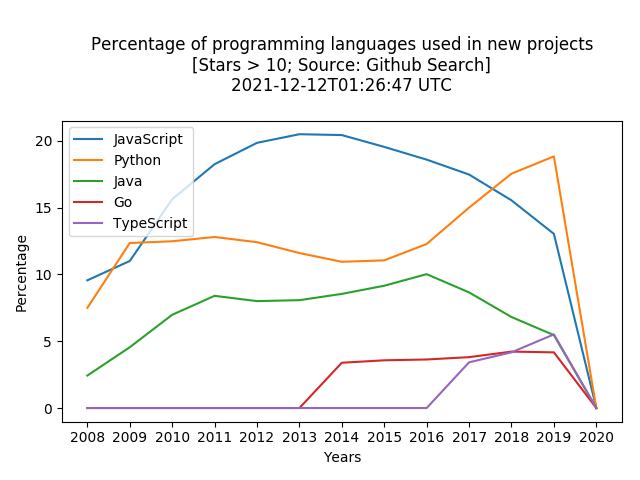 Percentage of programming languages used in new projects
[Stars > 10; Source: Github Search]
2021-12-12T01:26:47 UTC
JavaScript
Python
Java
Go
TypeScript
Percentage
20
15
10
5
0
2008 2009 2010 2011 2012 2013 2014 2015 2016 2017 2018 2019 2020
Years